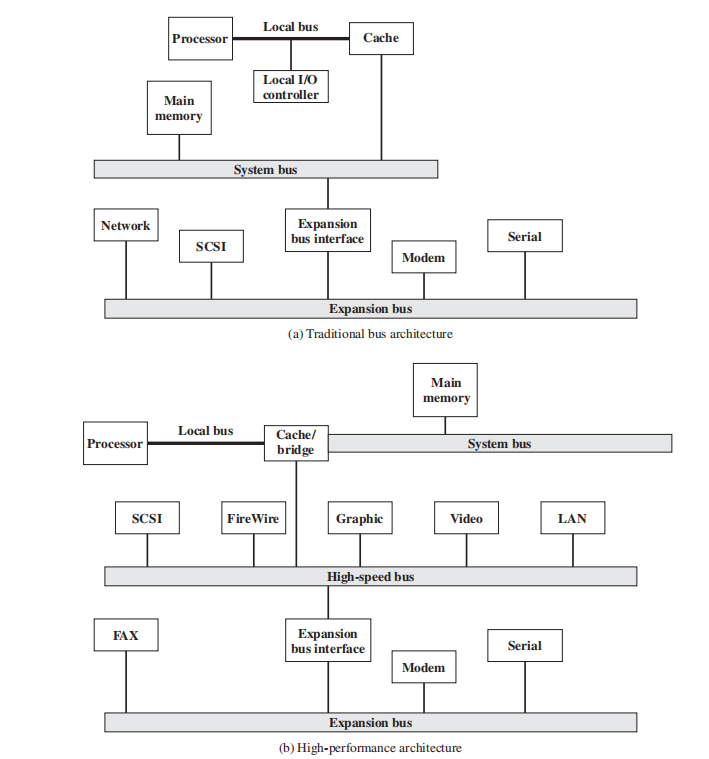 Local bus
Processor
Cache
Local I/O
controller
Main
memory
System bus
Network
SCSI
Expansion
bus interface
Modem
Serial
Expansion bus
(a) Traditional bus architecture
Main
memory
Local bus
Processor
Cache/
bridge
System bus
SCSI
FireWire
Graphic
Video
LAN
High-speed bus
FAX
Expansion
bus interface
Modem
Serial
Expansion bus
(b) High-performance architecture